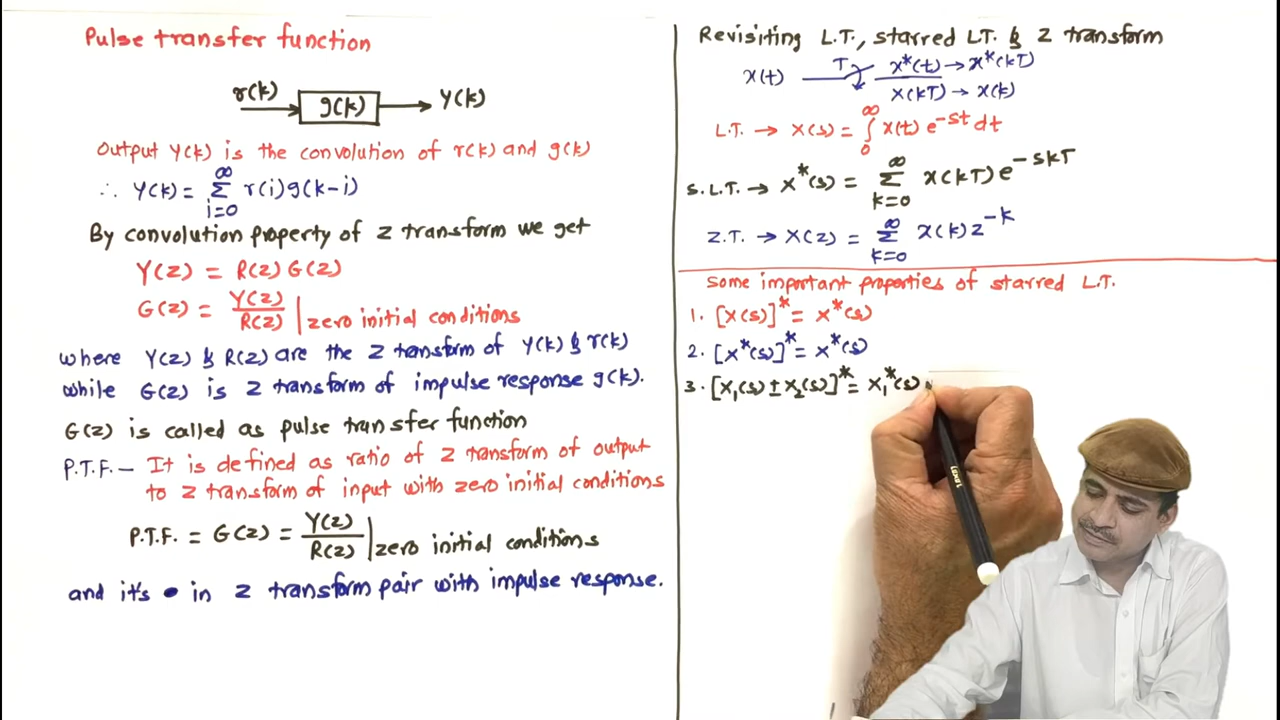 Pulse transfer function
r(k) g(k) Y(k)
Output Y(k) is the convolution of r(k) and g(k)
∴ Y(k) = ∞ Σ i=0 r(i)g(k-i)
By convolution property of Z transform we get
Y(z) = R(z) G(z)
G(z) = Y(z)/R(z) | zero initial conditions
where Y(z) & R(z) are the Z transform of Y(k) & r(k)
while G(z) is Z transform of impulse response g(k).
G(z) is called as pulse transfer function
P.T.F. – It is defined as ratio of Z transform of output
to Z transform of input with zero initial conditions
P.T.F. = G(z) = Y(z)/R(z) | zero initial conditions
and it's in Z transform pair with impulse response.
Revisiting L.T., starred L.T. & Z transform
x(t) T x*(t) → x*(kT)
x(kT) → x(k)
L.T. → X(s) = ∞ ∫ 0 x(t) e^-st dt
S.L.T. → X*(s) = ∞ Σ k=0 x(kT) e^-skT
Z.T. → X(z) = ∞ Σ k=0 x(k) z^-k
Some important properties of starred L.T.
1. [X(s)]* = X*(s)
2. [X*(s)]* = X*(s)
3. [X₁(s) ± X₂(s)]* = X₁*(s)